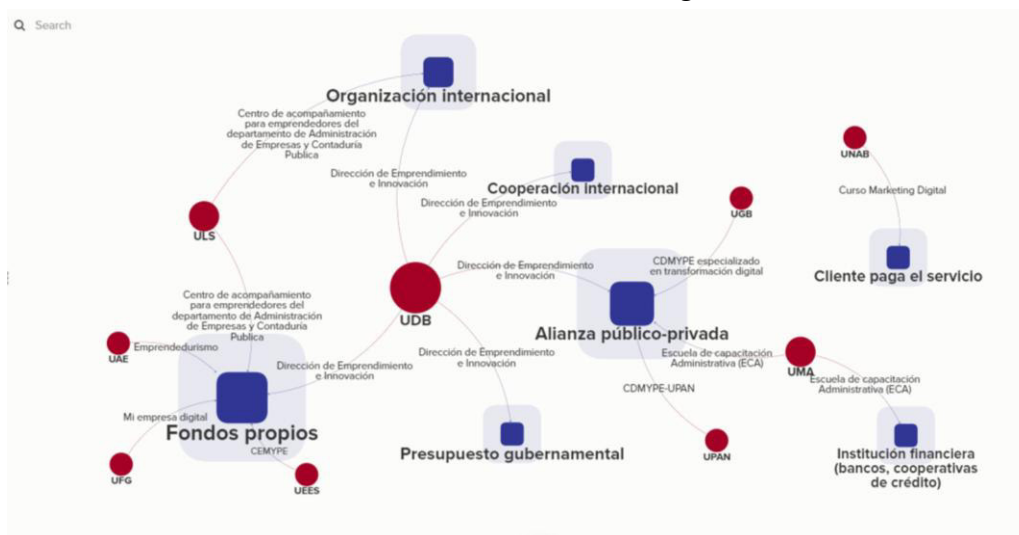 Search
Organización internacional
Centro de acompañamiento
para emprendedores del
departamento de Administración
de Empresas y Contaduría
Publica
UNAB
Dirección de Emprendimiento
e Innovación
Cooperación internacional
Dirección de Emprendimiento
e Innovación
Curso Marketing Digital
UGB
ULS
Dirección de Emprendimiento
e Innovación
CDMYPE especializado
en transformación digital
Cliente paga el servicio
Centro de acompañamiento
para emprendedores del
departamento de Administración
de Empresas y Contaduría
Publica
UDB
Alianza público-privada
UAE
Emprendedurismo
Dirección de Emprendimiento
e Innovación
Dirección de Emprendimiento
e Innovación
Escuela de capacitación
Administrativa (ECA)
UMA
Escuela de capacitación
Administrativa (ECA)
CDMYPE-UPAN
Mi empresa digital
Fondos propios
CEMYPE
Presupuesto gubernamental
UPAN
Institución financiera
(bancos, cooperativas
de crédito)
UFG
UEES